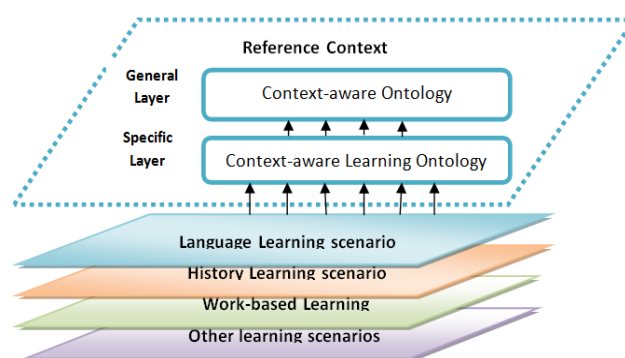 Reference Context
General
Layer
Context-aware Ontology
Specific
Layer
Context-aware Learning Ontology
Language Learning scenario
History Learning scenario
Work-based Learning
Other learning scenarios